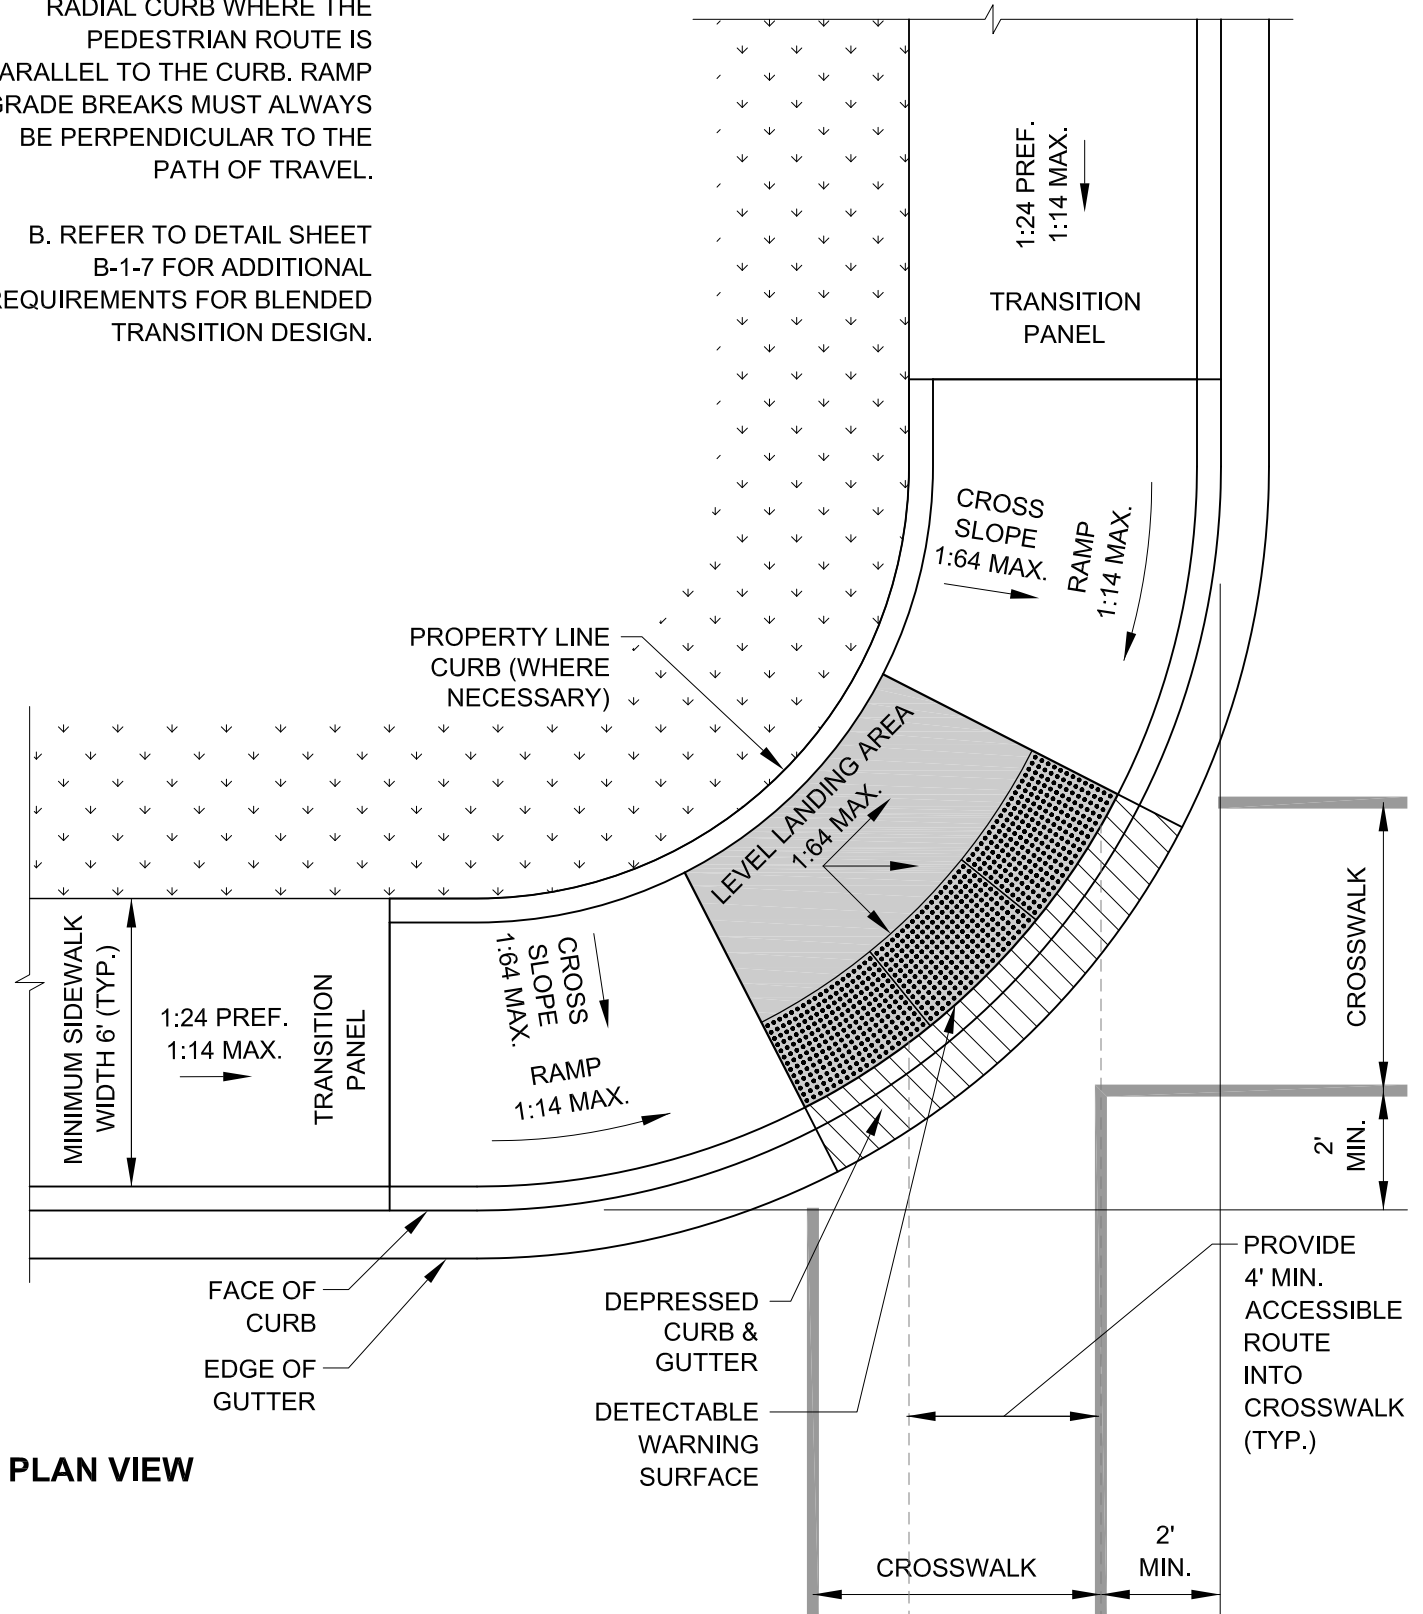 RADIAL CURB WHERE THE
PEDESTRIAN ROUTE IS
ARALLEL TO THE CURB. RAMP
GRADE BREAKS MUST ALWAYS
BE PERPENDICULAR TO THE
PATH OF TRAVEL.
B. REFER TO DETAIL SHEET
B-1-7 FOR ADDITIONAL
REQUIREMENTS FOR BLENDED
TRANSITION DESIGN.
1:24 PREF.
1:14 MAX.
TRANSITION
PANEL
CROSS
SLOPE
1:64 MAX.
RAMP
1:14 MAX.
PROPERTY LINE
CURB (WHERE
NECESSARY)
LEVEL LANDING AREA
1:64 MAX.
MINIMUM SIDEWALK
WIDTH 6' (TYP.)
1:24 PREF.
1:14 MAX.
TRANSITION
PANEL
CROSS
SLOPE
1:64 MAX.
RAMP
1:14 MAX.
CROSSWALK
2'
MIN.
FACE OF
CURB
EDGE OF
GUTTER
DEPRESSED
CURB &
GUTTER
DETECTABLE
WARNING
SURFACE
PROVIDE
4' MIN.
ACCESSIBLE
ROUTE
INTO
CROSSWALK
(TYP.)
PLAN VIEW
CROSSWALK
2'
MIN.